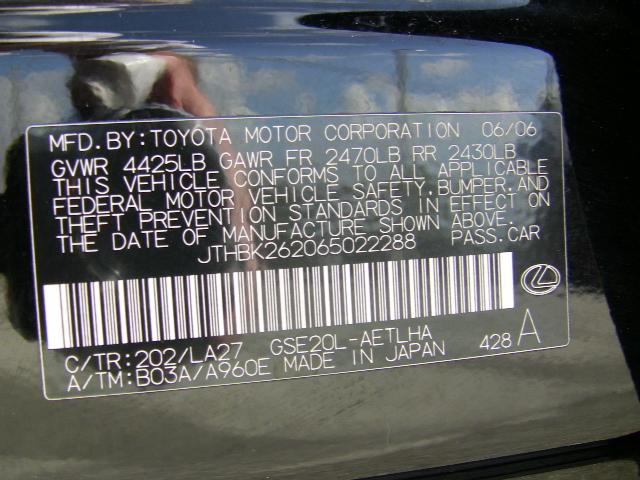 MFD.BY:TOYOTA MOTOR CORPORATION 06/06
GVWR 4425LB GAWR FR 2470LB RR 2430LB
THIS VEHICLE CONFORMS TO ALL APPLICABLE
FEDERAL MOTOR VEHICLE SAFETY,BUMPER,AND
THEFT PREVENTION STANDARDS IN EFFECT ON
THE DATE OF MANUFACTURE SHOWN ABOVE.
JTHBK262065022288 PASS.CAR
C/TR:202/LA27 GSE20L-AETLHA 428 A
A/TM:B03A/A960E MADE IN JAPAN